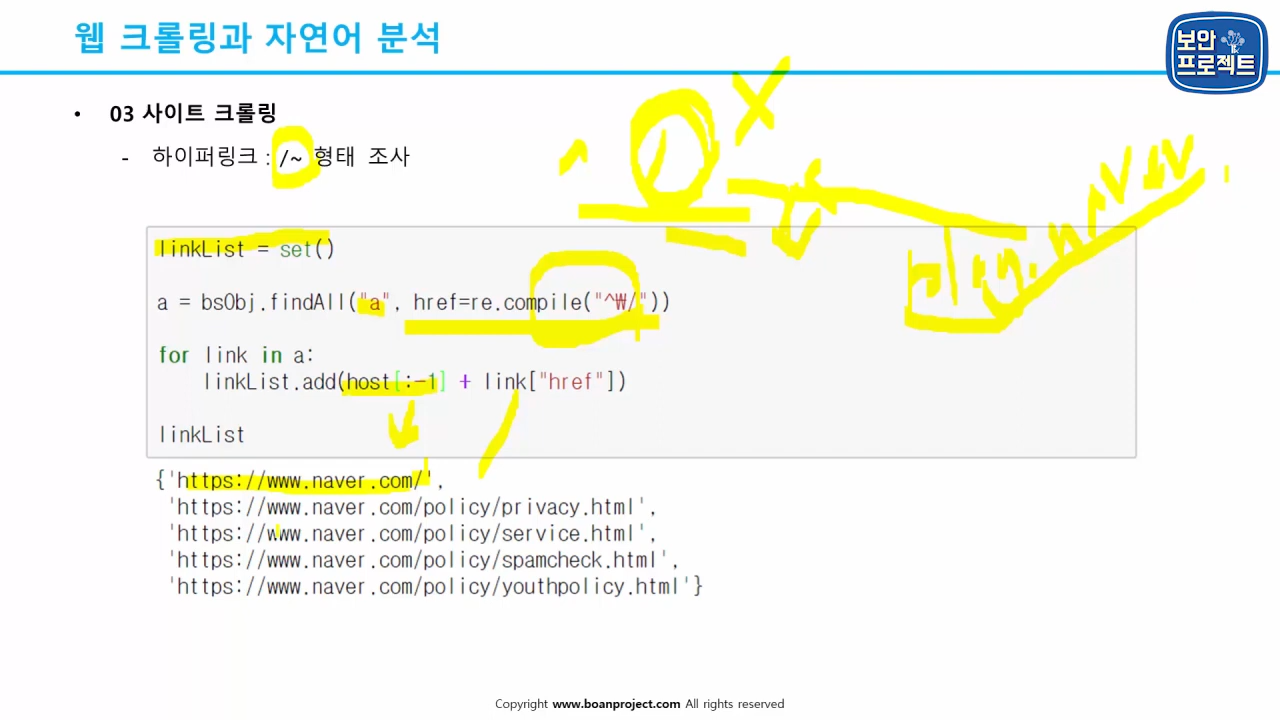 웹 크롤링과 자연어 분석
보안
프로젝트
• 03 사이트 크롤링
- 하이퍼링크 : /~ 형태 조사
linkList = set()
a = bsObj.findAll("a", href=re.compile("^₩/"))
for link in a:
linkList.add(host[:-1] + link["href"])
linkList
{'https://www.naver.com/',
'https://www.naver.com/policy/privacy.html',
'https://www.naver.com/policy/service.html',
'https://www.naver.com/policy/spamcheck.html',
'https://www.naver.com/policy/youthpolicy.html'}
Copyright www.boanproject.com All rights reserved